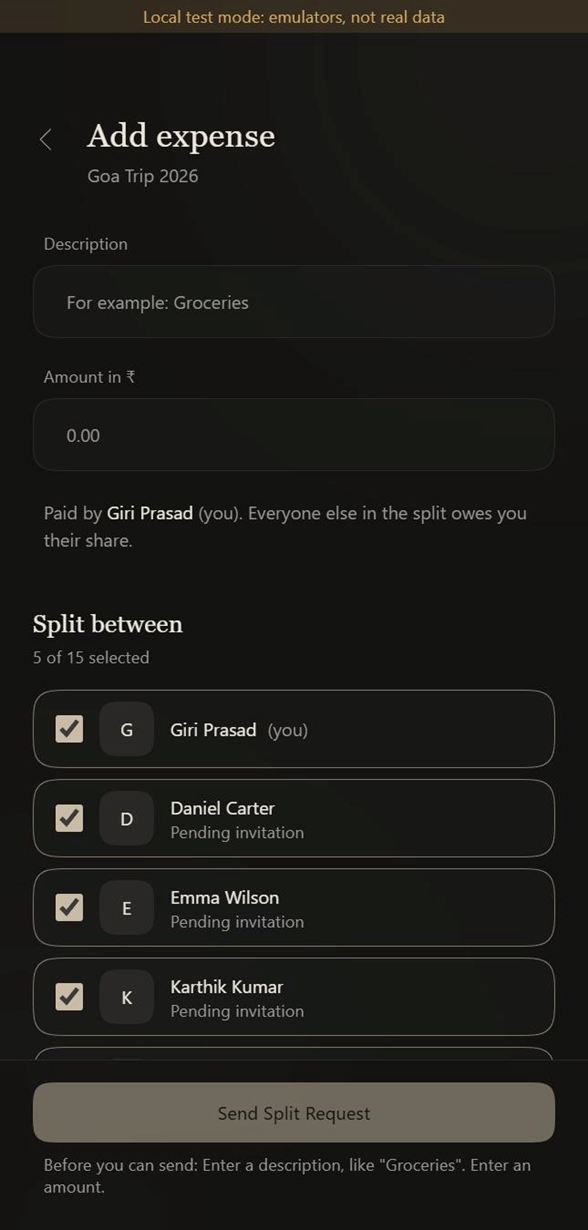 Local test mode: emulators, not real data
Add expense
Goa Trip 2026
Description
For example: Groceries
Amount in ₹
0.00
Paid by Giri Prasad (you). Everyone else in the split owes you
their share.
Split between
5 of 15 selected
G
Giri Prasad (you)
D
Daniel Carter
Pending invitation
E
Emma Wilson
Pending invitation
K
Karthik Kumar
Pending invitation
Send Split Request
Before you can send: Enter a description, like "Groceries". Enter an
amount.